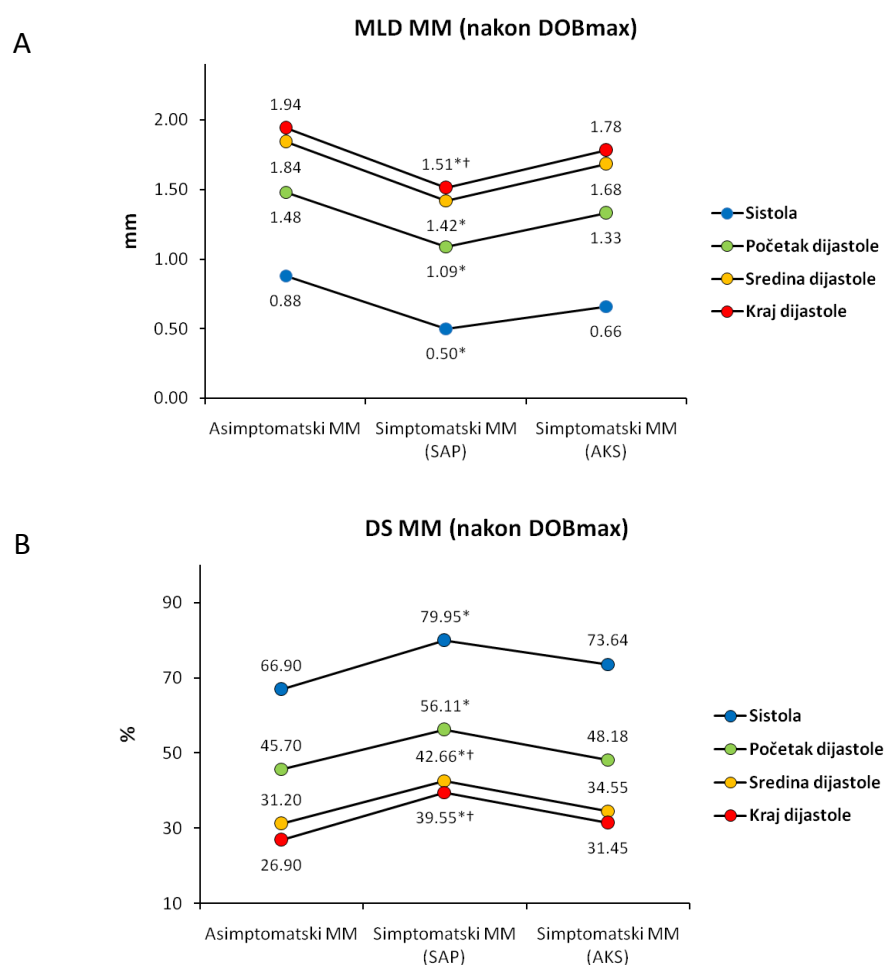 A
MLD MM (nakon DOBmax)
mm
2.00
1.50
1.00
0.50
0.00
1.94
1.84
1.48
0.88
1.51*†
1.42*
1.09*
0.50*
1.78
1.68
1.33
0.66
Asimptomatski MM
Simptomatski MM
(SAP)
Simptomatski MM
(AKS)
Sistola
Početak dijastole
Sredina dijastole
Kraj dijastole
B
DS MM (nakon DOBmax)
%
90
70
50
30
10
66.90
45.70
31.20
26.90
79.95*
56.11*
42.66*†
39.55*†
73.64
48.18
34.55
31.45
Asimptomatski MM
Simptomatski MM
(SAP)
Simptomatski MM
(AKS)
Sistola
Početak dijastole
Sredina dijastole
Kraj dijastole